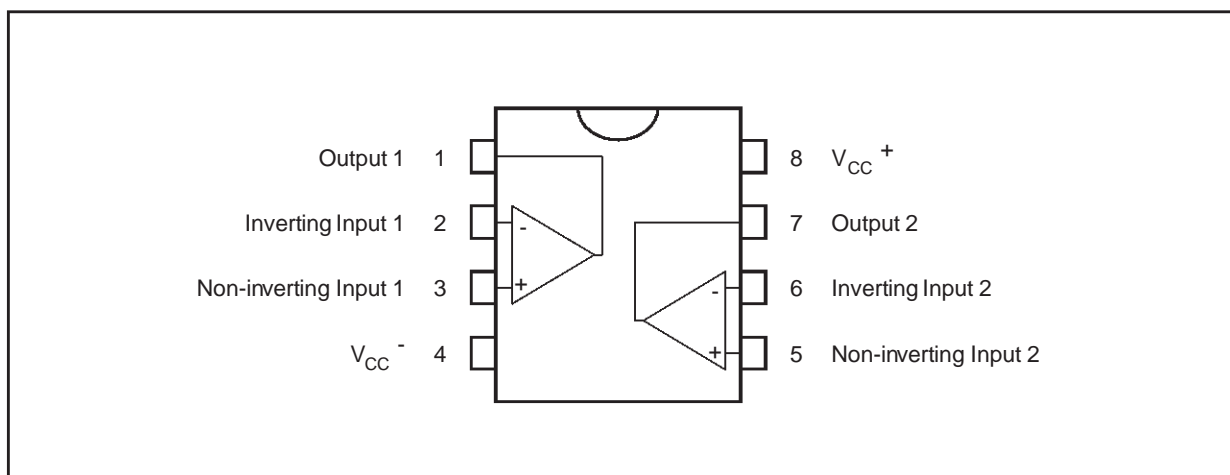 Output 1 1
Inverting Input 1 2
-
Non-inverting Input 1 3
+
VCC - 4
8 VCC +
7 Output 2
-
6 Inverting Input 2
+
5 Non-inverting Input 2